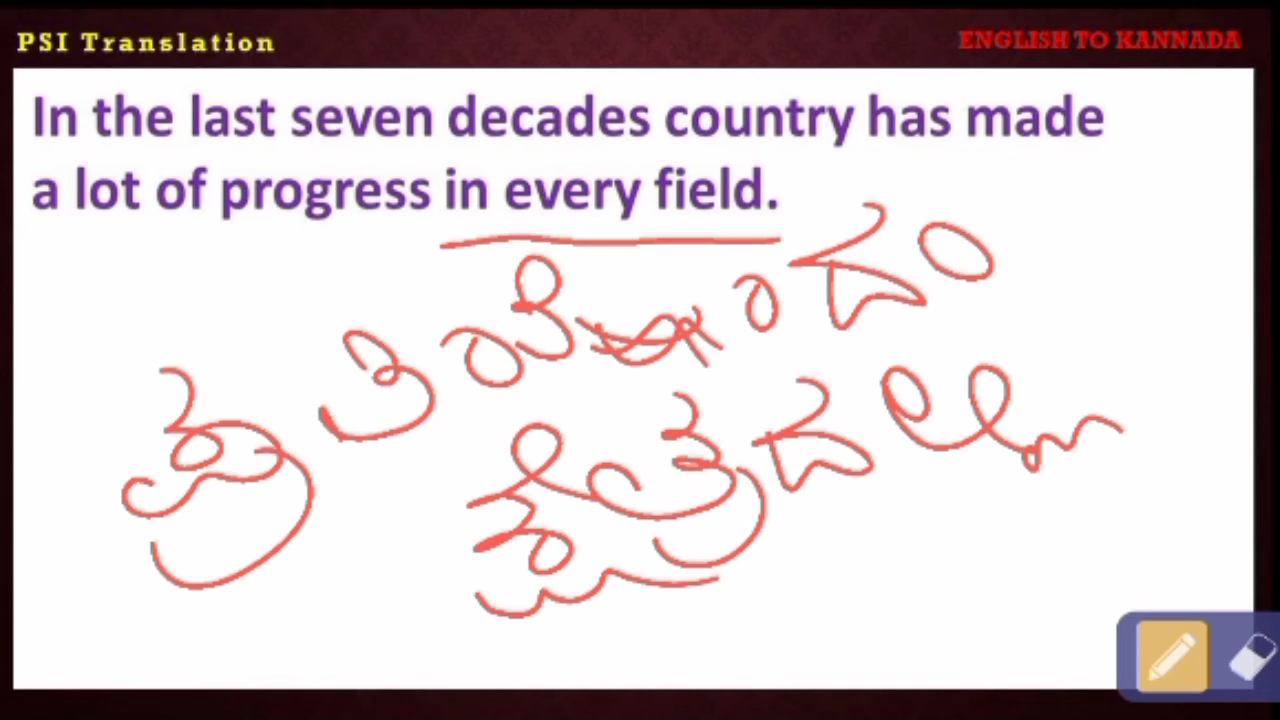 PSI Translation
ENGLISH TO KANNADA
In the last seven decades country has made
a lot of progress in every field.
ಕ್ಷೇತ್ರದಲ್ಲೂ